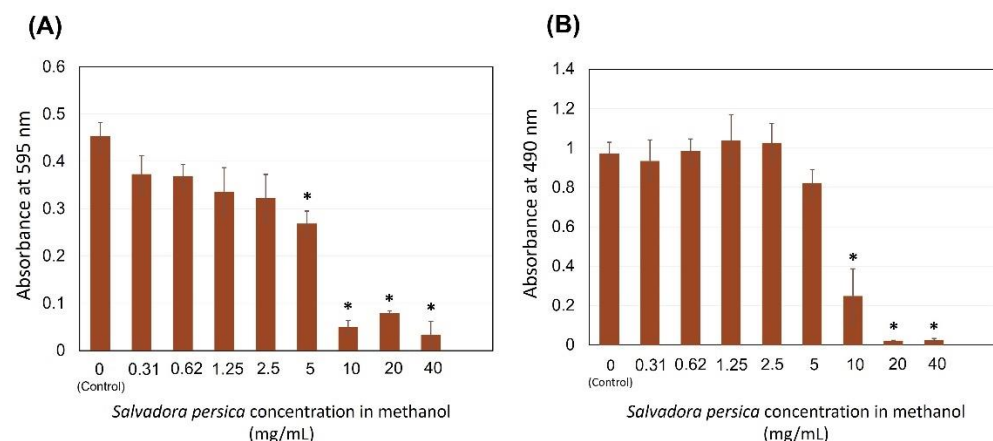 (A)
0.6
0.5
0.4
0.3
0.2
0.1
0
Absorbance at 595 nm
*
*
*
*
0 0.31 0.62 1.25 2.5 5 10 20 40
(Control)
Salvadora persica concentration in methanol
(mg/mL)
(B)
1.4
1.2
1
0.8
0.6
0.4
0.2
0
Absorbance at 490 nm
*
*
*
0 0.31 0.62 1.25 2.5 5 10 20 40
(Control)
Salvadora persica concentration in methanol
(mg/mL)